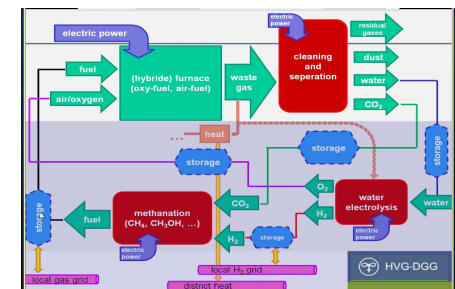 electric power
electric
power
residual
gases
fuel
(hybride) furnace
(oxy-fuel, air-fuel)
waste
gas
cleaning
and
seperation
dust
water
air/oxygen
CO2
... heat
storage
storage
storage
storage
O2
water
electrolysis
water
fuel
methanation
(CH4, CH3OH, ...)
CO2
H2
H2
storage
electric
power
electric
power
local H2 grid
local gas grid
district heat
HVG-DGG